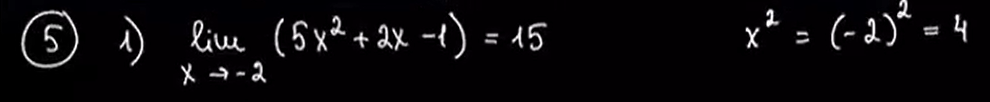 5 1) lim (5x² + 2x - 1) = 15 x² = (-2)² = 4
x → -2